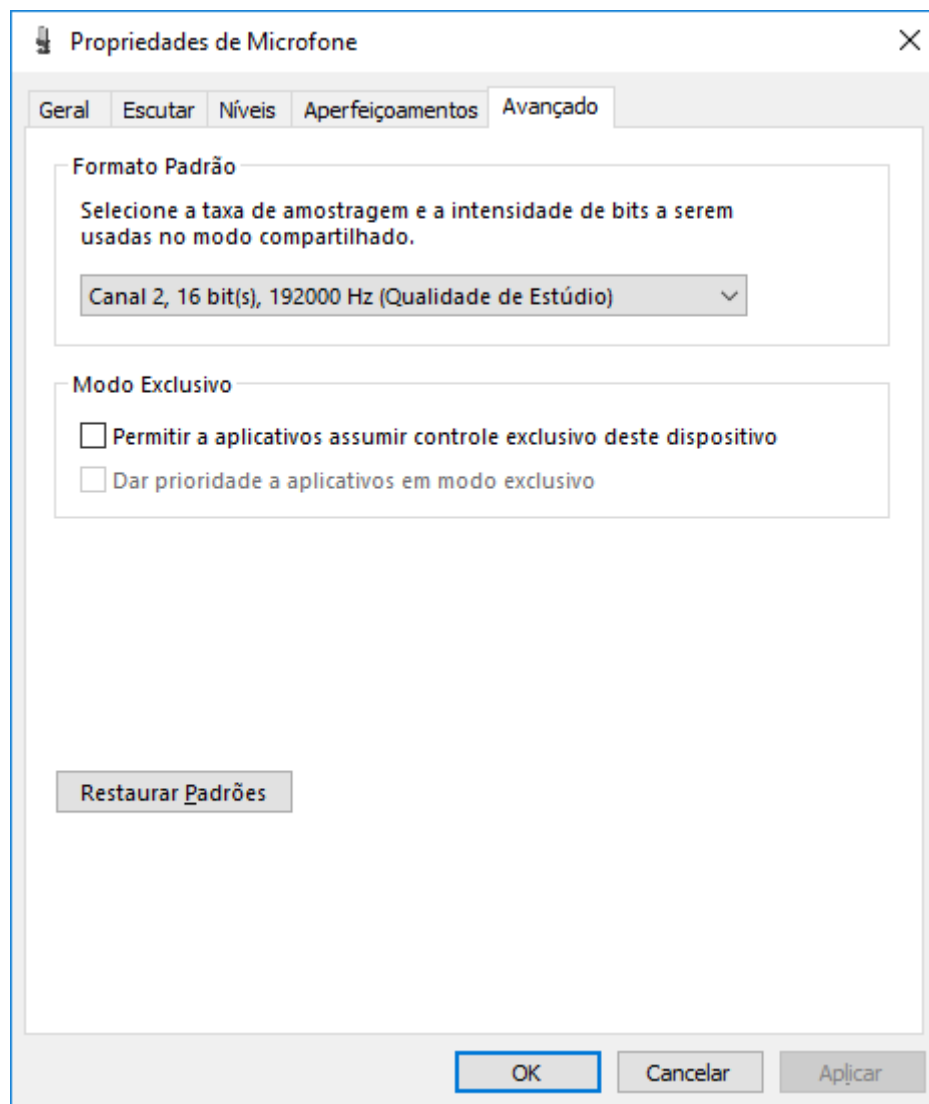 Propriedades de Microfone
Geral
Escutar
Níveis
Aperfeiçoamentos
Avançado
Formato Padrão
Selecione a taxa de amostragem e a intensidade de bits a serem
usadas no modo compartilhado.
Canal 2, 16 bit(s), 192000 Hz (Qualidade de Estúdio)
Modo Exclusivo
Permitir a aplicativos assumir controle exclusivo deste dispositivo
Dar prioridade a aplicativos em modo exclusivo
Restaurar Padrões
OK
Cancelar
Aplicar